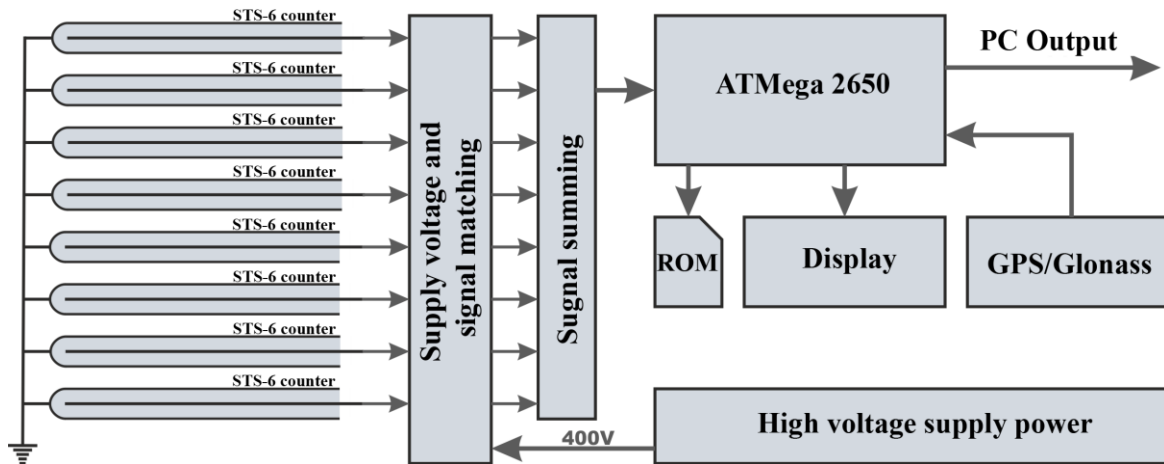 STS-6 counter
STS-6 counter
STS-6 counter
STS-6 counter
STS-6 counter
STS-6 counter
STS-6 counter
STS-6 counter
Supply voltage and
signal matching
Sugnal summing
ATMega 2650
PC Output
ROM
Display
GPS/Glonass
400V
High voltage supply power